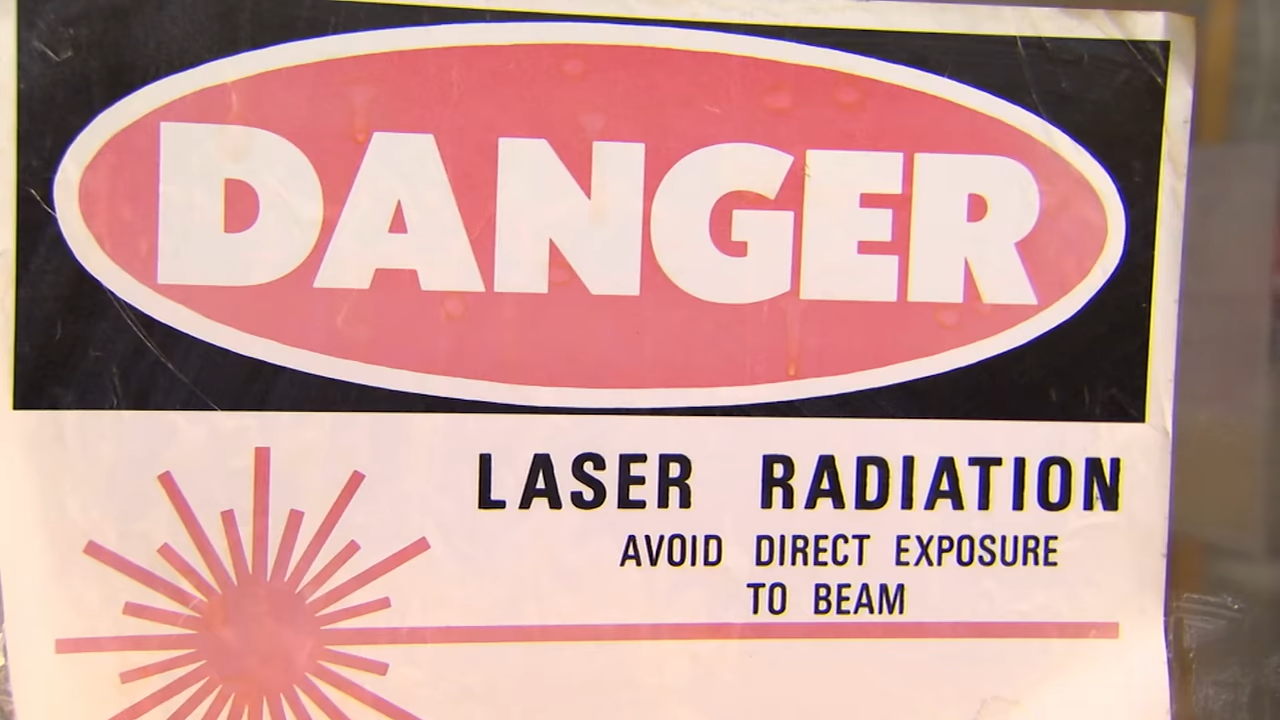 DANGER
LASER RADIATION
AVOID DIRECT EXPOSURE
TO BEAM